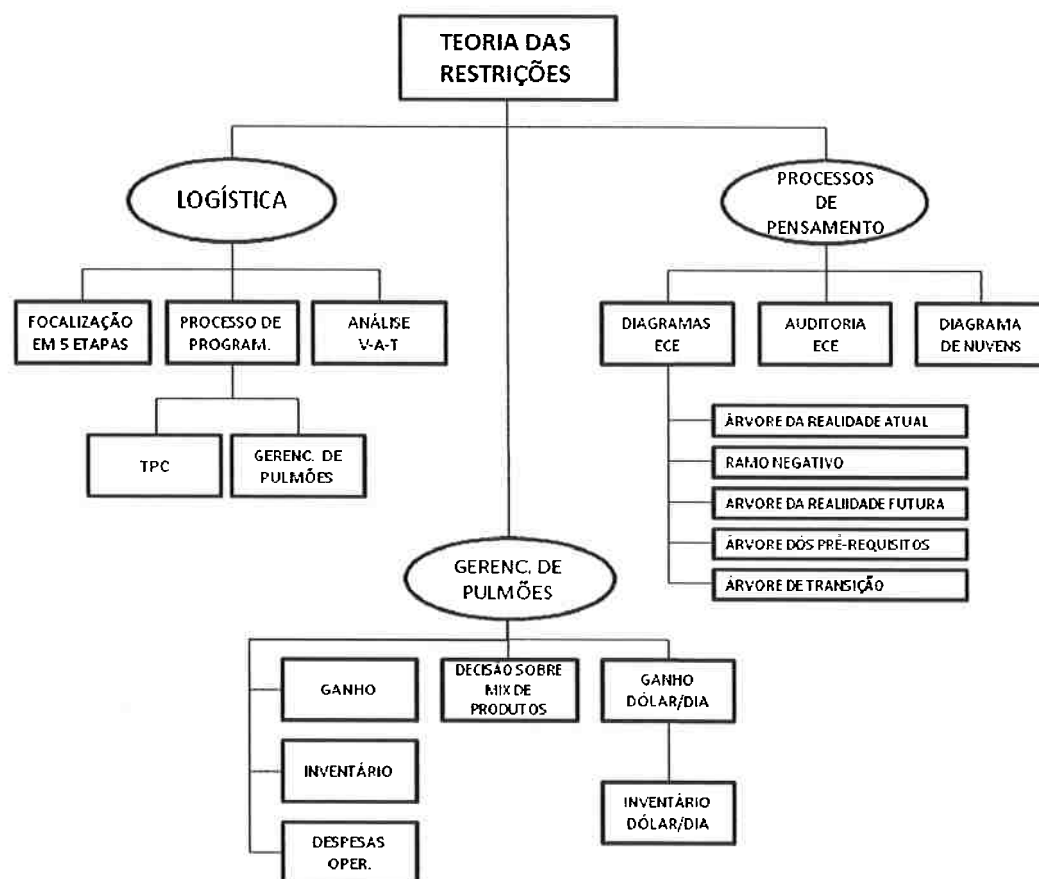 TEORIA DAS
RESTRIÇÕES
LOGÍSTICA
PROCESSOS
DE
PENSAMENTO
FOCALIZAÇÃO
EM 5 ETAPAS
PROCESSO DE
PROGRAM.
ANÁLISE
V-A-T
DIAGRAMAS
ECE
AUDITORIA
ECE
DIAGRAMA
DE NUVENS
TPC
GERENC. DE
PULMÕES
ÁRVORE DA REALIDADE ATUAL
RAMO NEGATIVO
ARVORE DA REALIIDADE FUTURA
ÁRVORE DÓS PRÉ-REQUISITOS
ÁRVORE DE TRANSIÇÃO
GERENC. DE
PULMÕES
GANHO
DECISÃO SOBRE
MIX DE
PRODUTOS
GANHO
DÓLAR/DIA
INVENTÁRIO
INVENTÁRIO
DÓLAR/DIA
DESPESAS
OPER.